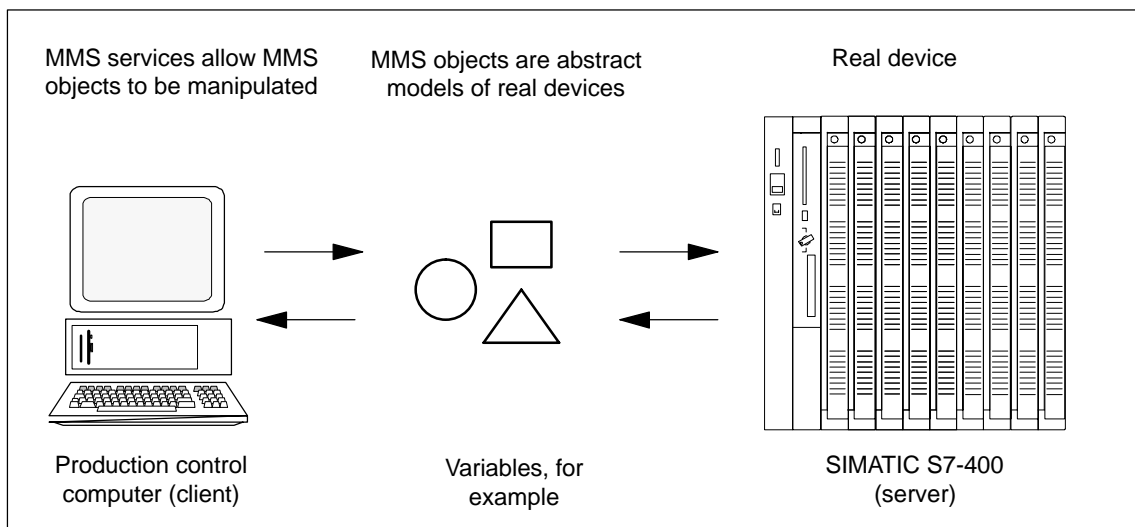 MMS services allow MMS
objects to be manipulated
MMS objects are abstract
models of real devices
Real device
Production control
computer (client)
Variables, for
example
SIMATIC S7-400
(server)